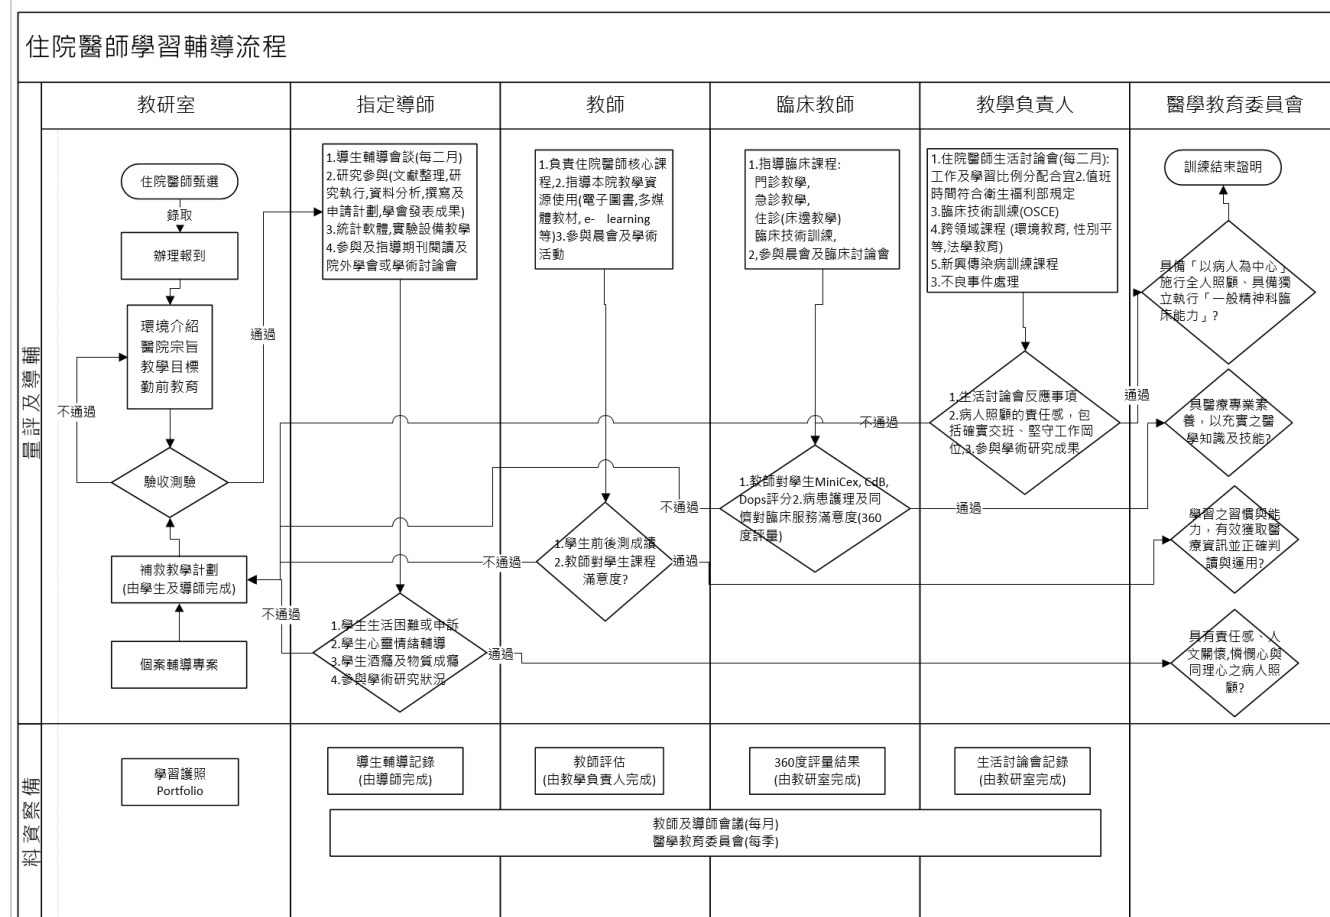 住院醫師學習輔導流程
教研室
指定導師
教師
臨床教師
教學負責人
醫學教育委員會
量評及導輔
住院醫師甄選
錄取
辦理報到
環境介紹
醫院宗旨
教學目標
勤前教育
不通過
通過
驗收測驗
補救教學計劃
(由學生及導師完成)
個案輔導專案
1.導生輔導會談(每二月)
2.研究參與(文獻整理,研
究執行,資料分析,撰寫及
申請計劃,學會發表成果)
3.統計軟體,實驗設備教學
4.參與及指導期刊閱讀及
院外學會或學術討論會
不通過
1.學生生活困難或申訴
2.學生心靈情緒輔導
3.學生酒癮及物質成癮
4.參與學術研究狀況
通過
1.負責住院醫師核心課
程,2.指導本院教學資
源使用(電子圖書,多媒
體教材, e- learning
等)3.參與晨會及學術
活動
不通過
1.學生前後測成績
2.教師對學生課程
滿意度?
通過
1.指導臨床課程:
門診教學,
急診教學,
住診(床邊教學)
臨床技術訓練,
2,參與晨會及臨床討論會
不通過
1.教師對學生MiniCex, CdB,
Dops評分2.病患護理及同
儕對臨床服務滿意度(360
度評量)
通過
1.住院醫師生活討論會(每二月):
工作及學習比例分配合宜2.值班
時間符合衛生福利部規定
3.臨床技術訓練(OSCE)
4.跨領域課程 (環境教育, 性別平
等,法學教育)
5.新興傳染病訓練課程
3.不良事件處理
不通過
1.生活討論會反應事項
2.病人照顧的責任感，包
括確實交班、堅守工作岡
位,3.參與學術研究成果
通過
訓練結束證明
具備「以病人為中心」
施行全人照顧、具備獨
立執行「一般精神科臨
床能力」?
具醫療專業素
養，以充實之醫
學知識及技能?
學習之習慣與能
力，有效獲取醫
療資訊並正確判
讀與運用?
具有責任感、人
文關懷,憐憫心與
同理心之病人照
顧?
料資察備
學習護照
Portfolio
導生輔導記錄
(由導師完成)
教師評估
(由教學負責人完成)
360度評量結果
(由教研室完成)
生活討論會記錄
(由教研室完成)
教師及導師會議(每月)
醫學教育委員會(每季)